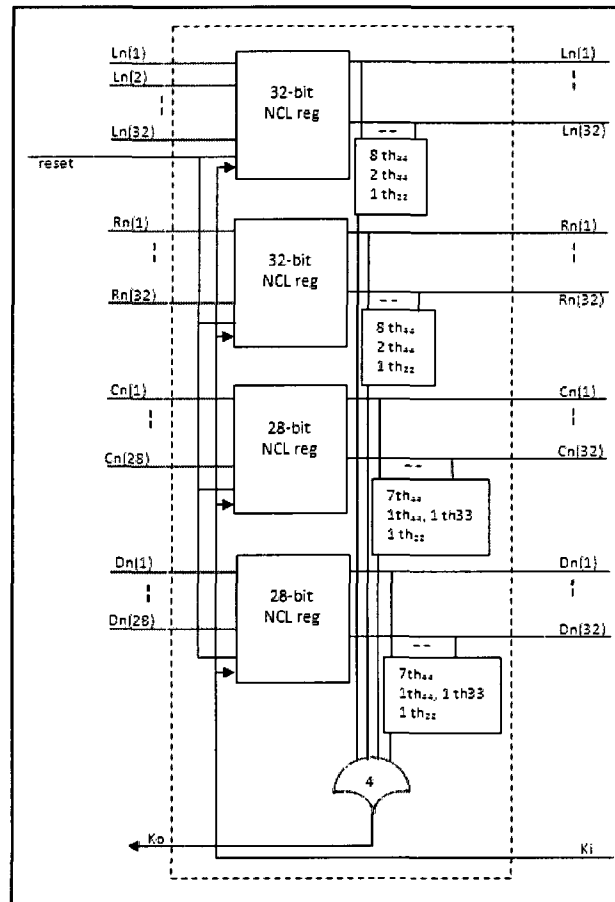 Ln(1)
Ln(2)
Ln(32)
reset
32-bit
NCL reg
Ln(1)
Ln(32)
8 th₄₄
2 th₄₄
1 th₂₂
Rn(1)
Rn(32)
32-bit
NCL reg
Rn(1)
Rn(32)
8 th₄₄
2 th₄₄
1 th₂₂
Cn(1)
Cn(28)
28-bit
NCL reg
Cn(1)
Cn(32)
7th₄₄
1th₄₄, 1 th33
1 th₂₂
Dn(1)
Dn(28)
28-bit
NCL reg
Dn(1)
Dn(32)
7th₄₄
1th₄₄, 1 th33
1 th₂₂
4
Ko
Ki